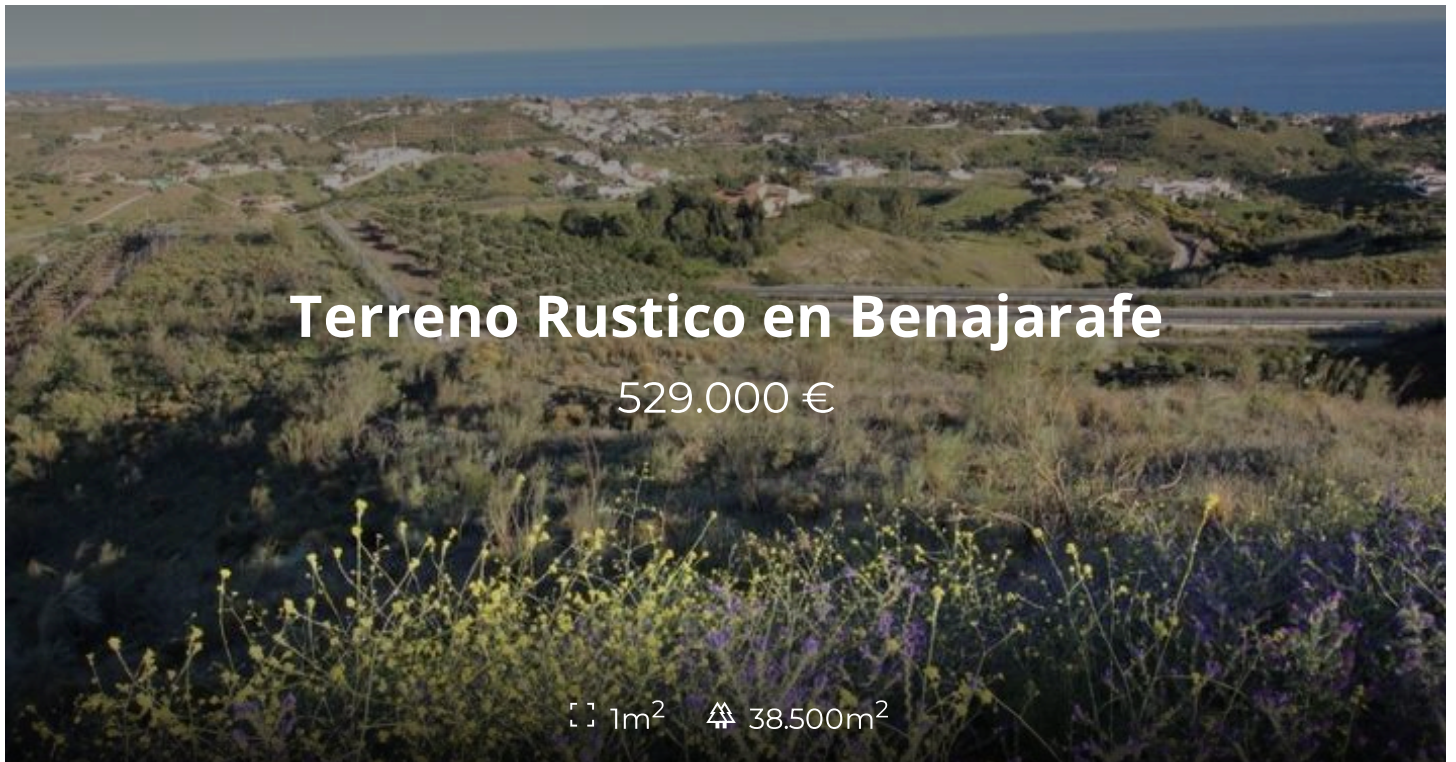 Terreno Rustico en Benajarafe
529.000 €
1m² 38.500m²